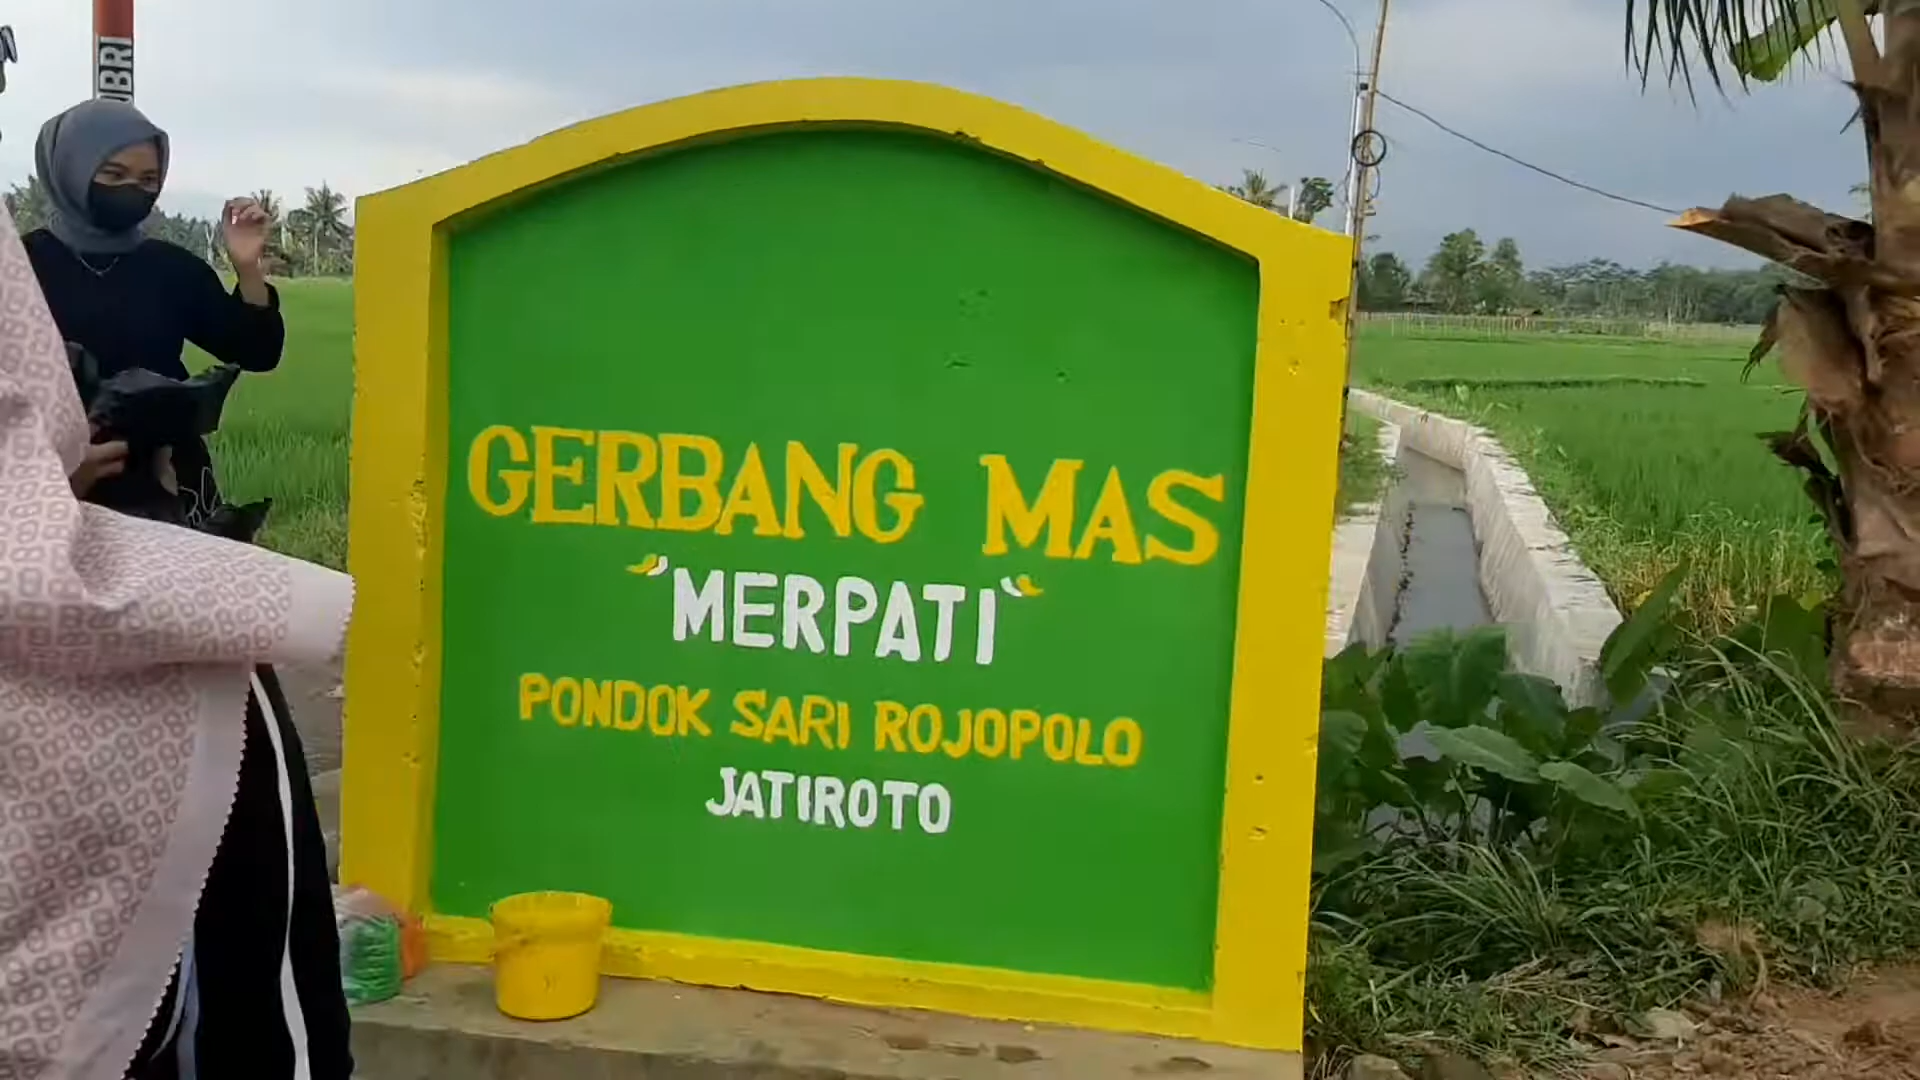 GERBANG MAS
"MERPATI"
PONDOK SARI ROJOPOLO
JATIROTO